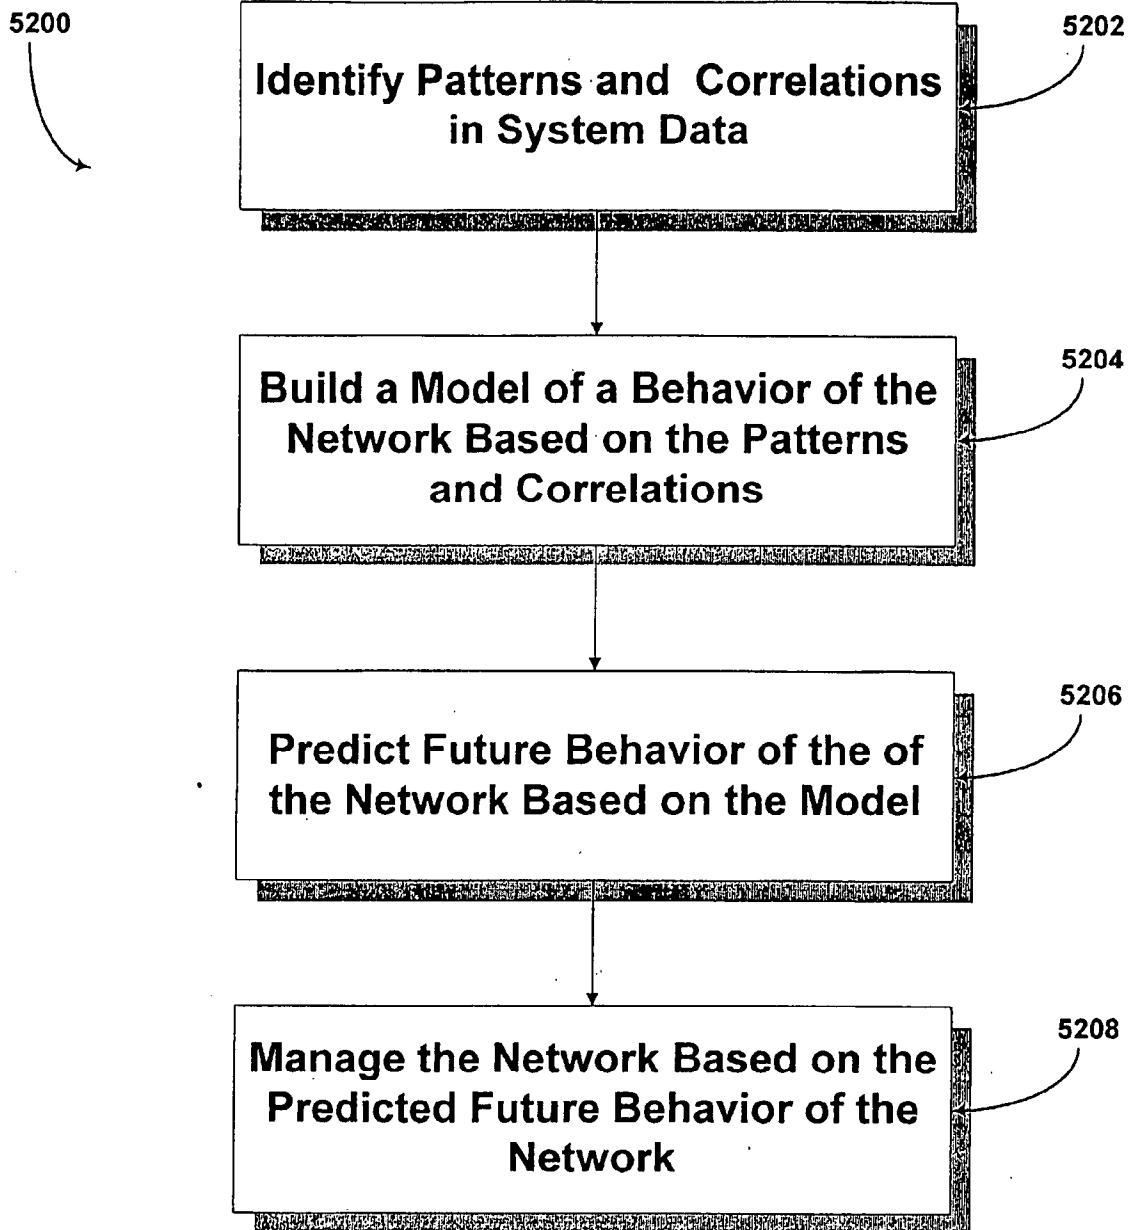 5200
5202
Identify Patterns and Correlations
in System Data
5204
Build a Model of a Behavior of the
Network Based on the Patterns
and Correlations
5206
Predict Future Behavior of the of
the Network Based on the Model
5208
Manage the Network Based on the
Predicted Future Behavior of the
Network